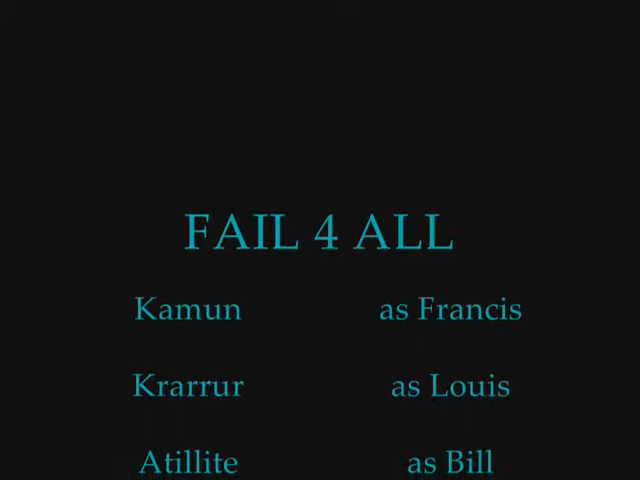 FAIL 4 ALL
Kamun as Francis
Krarrur as Louis
Atillite as Bill